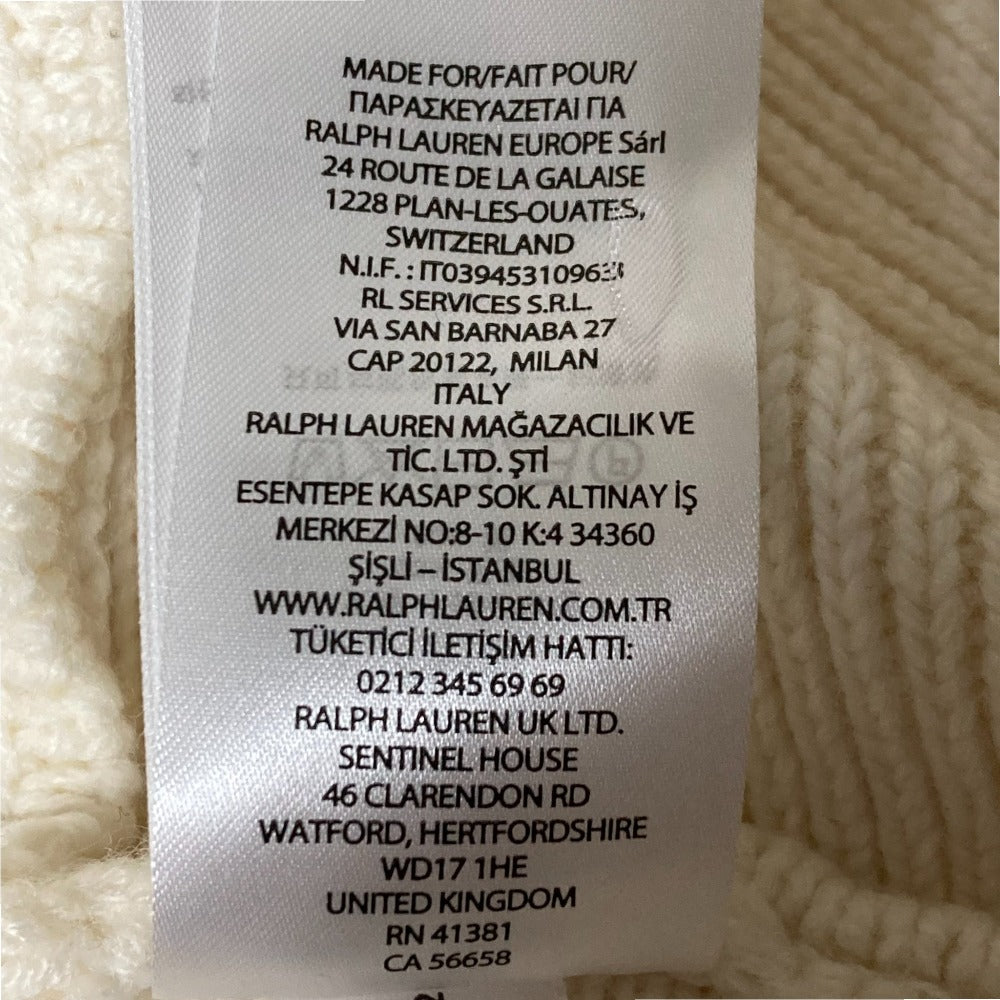 MADE FOR/FAIT POUR/
ΠΑΡΑΣΚΕΥΑΖΕΤΑΙ ΓΙΑ
RALPH LAUREN EUROPE Sárl
24 ROUTE DE LA GALAISE
1228 PLAN-LES-OUATES,
SWITZERLAND
N.I.F. :
RL SERVICES S.R.L.
VIA SAN BARNABA 27
CAP 20122, MILAN
ITALY
RALPH LAUREN MAĞAZACILIK VE
TİC. LTD. ŞTİ
ESENTEPE KASAP SOK. ALTINAY İŞ
MERKEZİ NO:8-10 K:4 34360
ŞİŞLİ – İSTANBUL
WWW.RALPHLAUREN.COM.TR
TÜKETİCİ İLETİŞİM HATTI:
0212 345 69 69
RALPH LAUREN UK LTD.
SENTINEL HOUSE
46 CLARENDON RD
WATFORD, HERTFORDSHIRE
WD17 1HE
UNITED KINGDOM
RN 41381
CA 56658